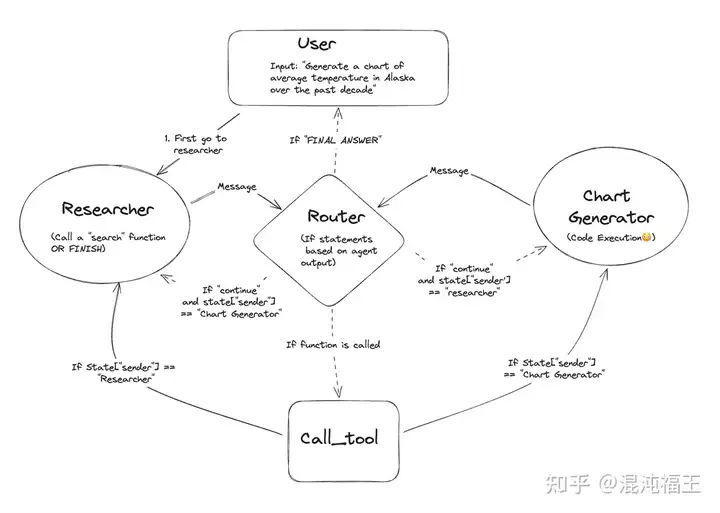 User
Input: "Generate a chart of
average temperature in Alaska
over the past decade"
1. First go to
researcher
If "FINAL ANSWER"
Message
Message
Researcher
(Call a "search" function
OR FINISH)
Router
(If statements
based on agent
output)
Chart
Generator
(Code Execution😥)
If "continue"
and state["sender"]
== "Chart Generator"
If "continue"
and state["sender']
== "researcher"
If function is called
If State["sender"] ==
"Researcher"
If State["sender"]
== "Chart Generator"
Call_tool
知乎 @混沌福王